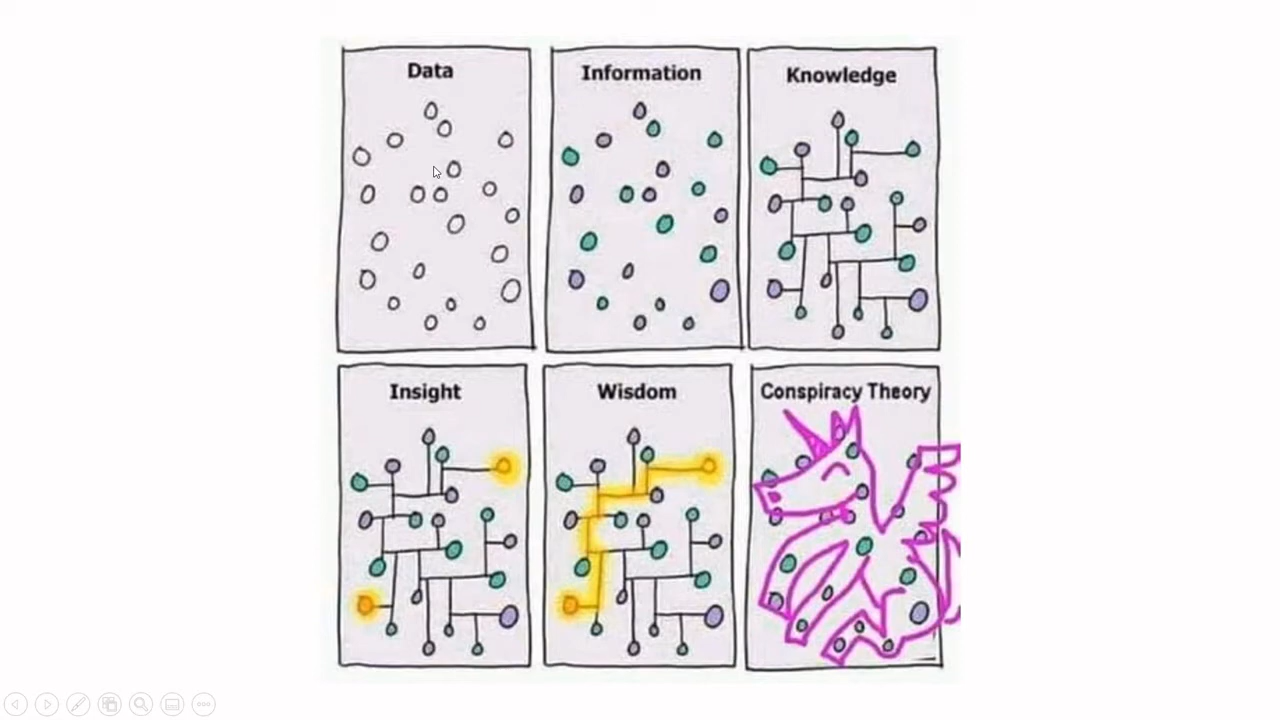 Data
Information
Knowledge
Insight
Wisdom
Conspiracy Theory